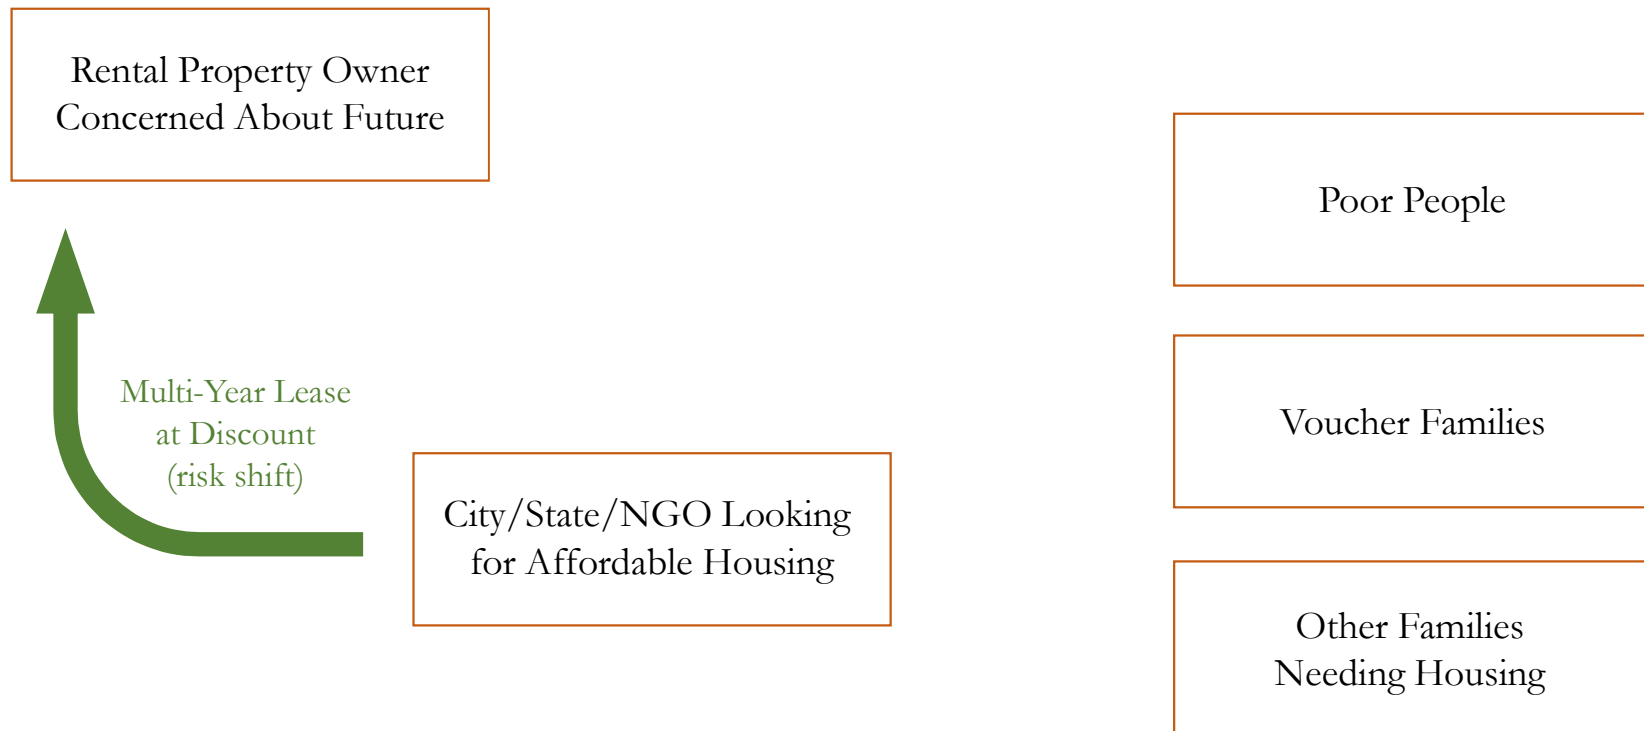 Rental Property Owner
Concerned About Future
Poor People
Voucher Families
Multi-Year Lease
at Discount
(risk shift)
City/State/NGO Looking
for Affordable Housing
Other Families
Needing Housing